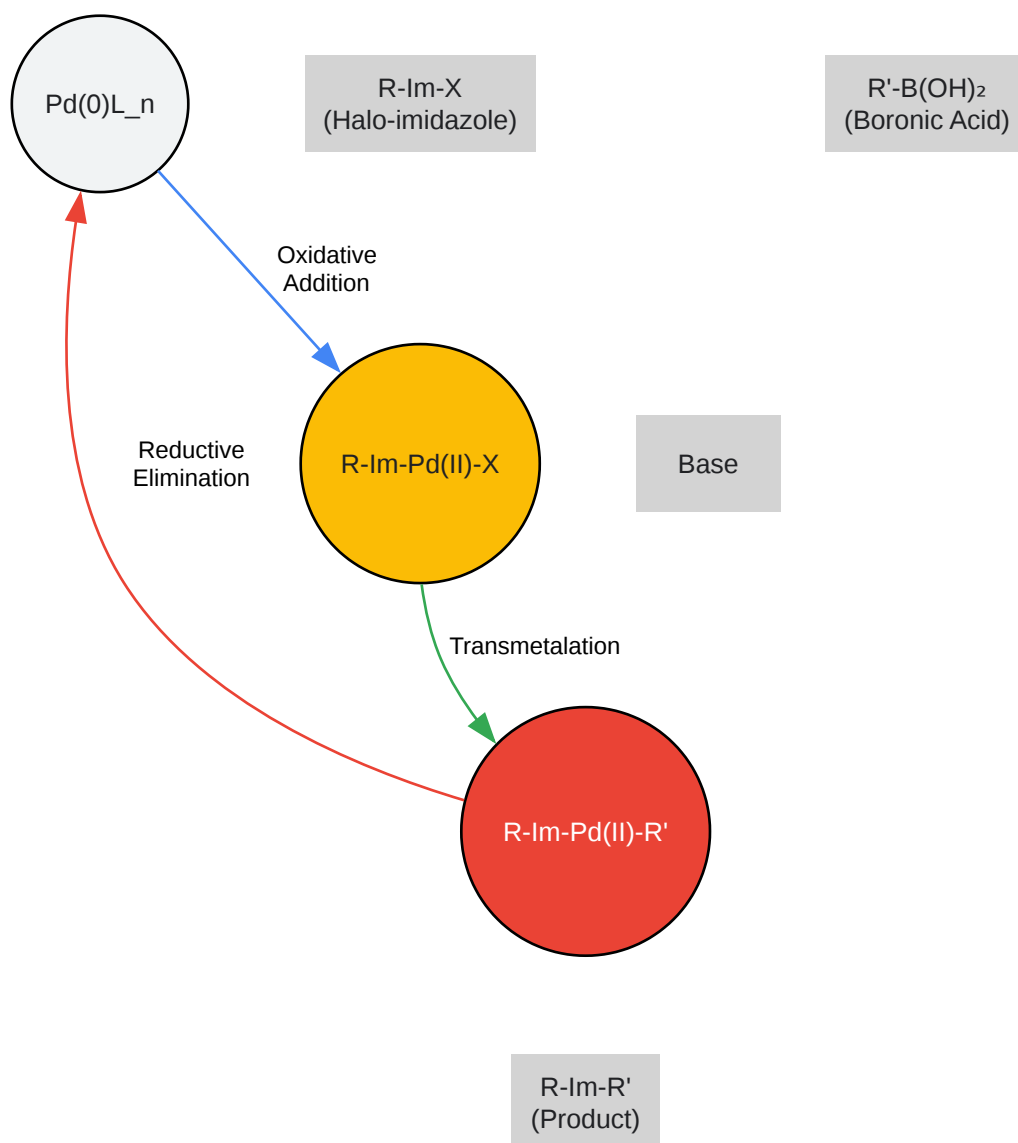 Pd(0)L_n
R-Im-X
(Halo-imidazole)
R'-B(OH)₂
(Boronic Acid)
Oxidative
Addition
Reductive
Elimination
R-Im-Pd(II)-X
Base
Transmetalation
R-Im-Pd(II)-R'
R-Im-R'
(Product)